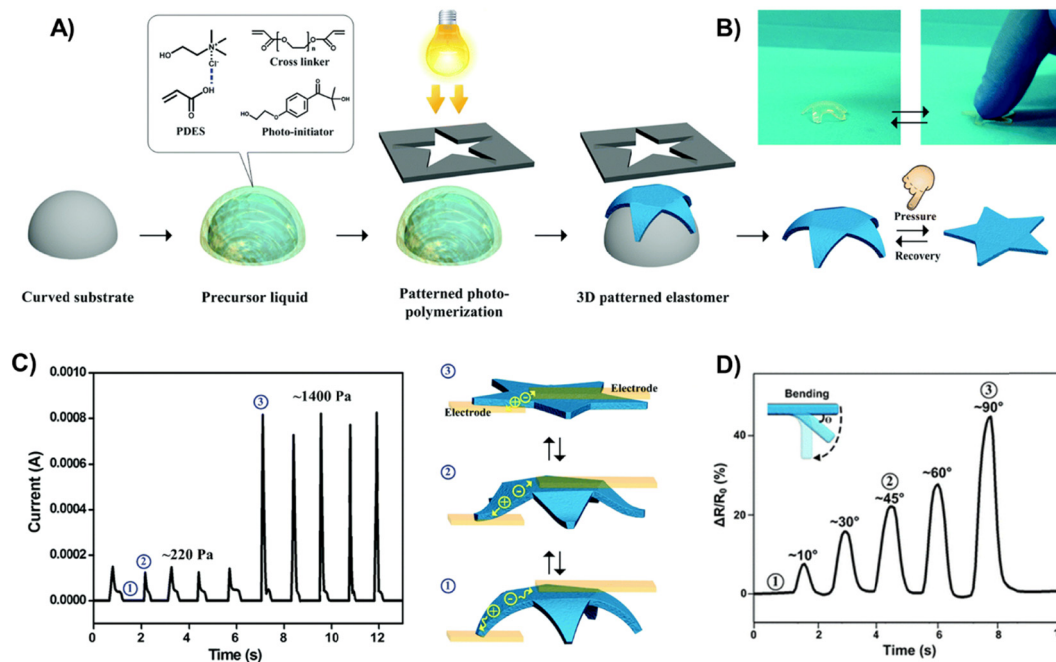 A)
HO
N⁺
Cl⁻
OH
O
PDES
O
O
O
n
O
Cross linker
HO
O
O
OH
Photo-initiator
Curved substrate
Precursor liquid
Patterned photo-
polymerization
3D patterned elastomer
B)
Pressure
Recovery
C)
Current (A)
0.0010
0.0008
0.0006
0.0004
0.0002
0.0000
③
~1400 Pa
①
②
~220 Pa
0 2 4 6 8 10 12
Time (s)
③
Electrode
Electrode
+ -
②
+ -
①
+ -
D)
ΔR/R₀ (%)
40
20
0
Bending
θ
①
~10°
~30°
②
~45°
~60°
③
~90°
0 2 4 6 8 10
Time (s)